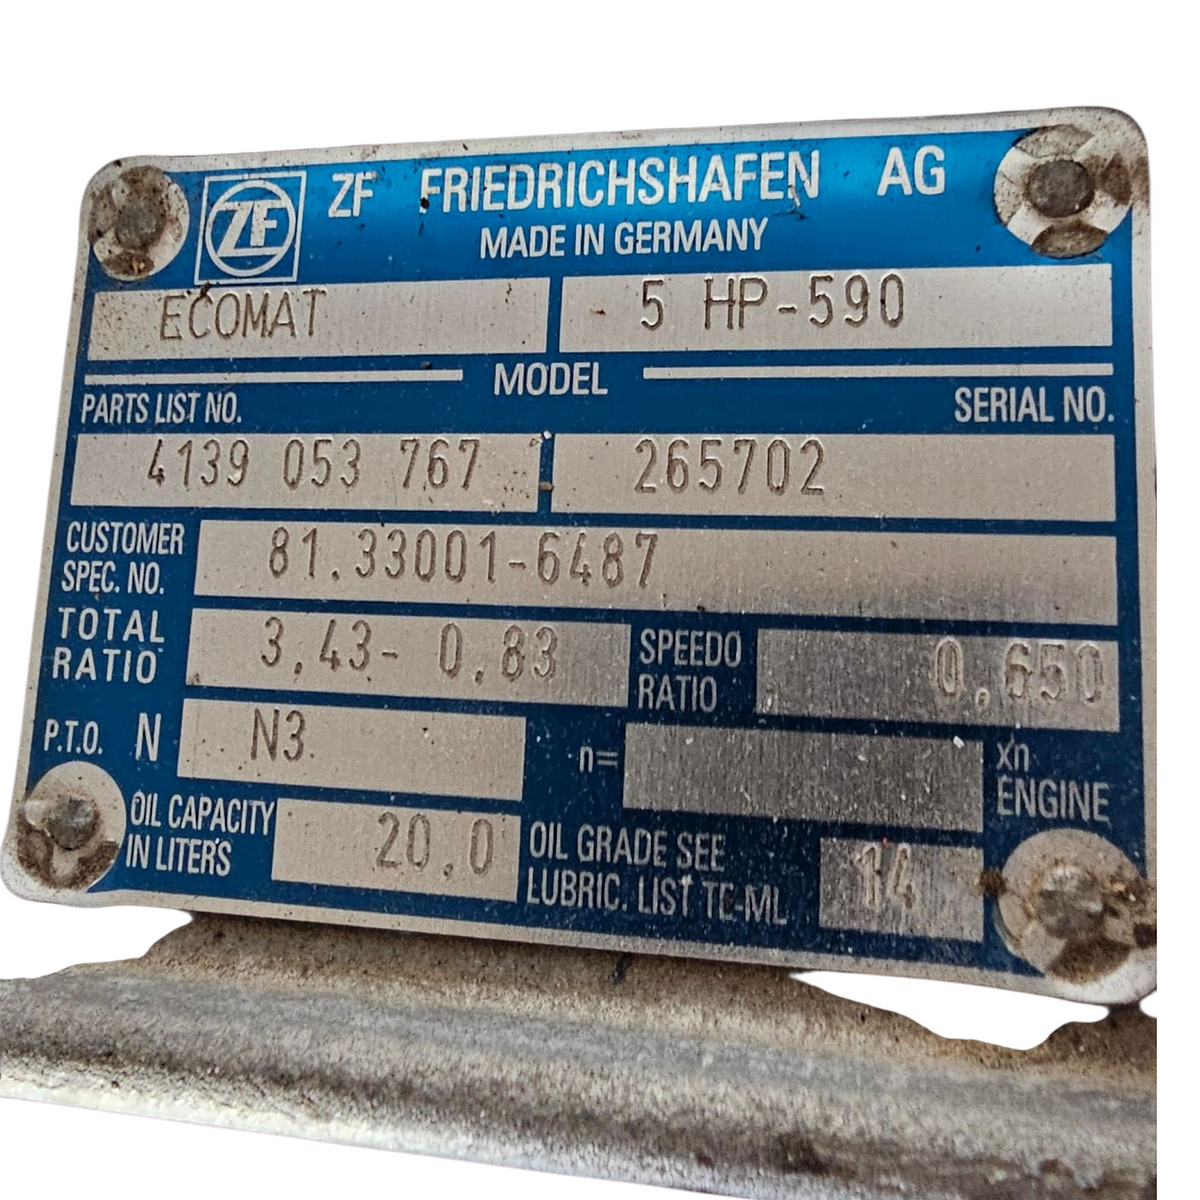 ZF ZF FRIEDRICHSHAFEN AG
MADE IN GERMANY
ECOMAT 5 HP-590
MODEL
PARTS LIST NO. SERIAL NO.
4139 053 767 265702
CUSTOMER SPEC. NO. 81.33001-6487
TOTAL RATIO 3,43- 0,83 SPEEDO RATIO 0,650
P.T.O. N N3 n= xn ENGINE
OIL CAPACITY IN LITERS 20,0 OIL GRADE SEE LUBRIC. LIST TE-ML 14